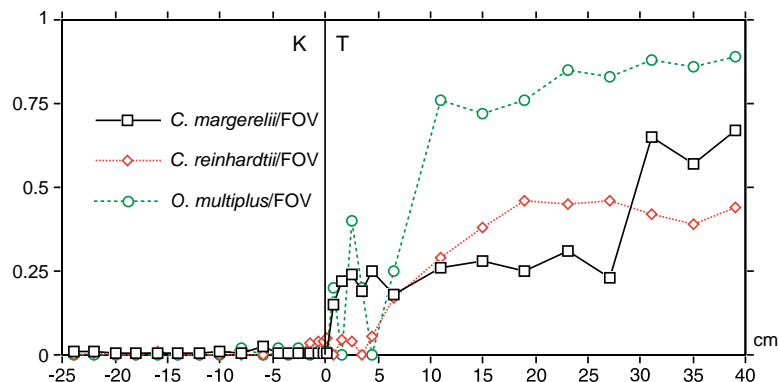 1
K T
0.75
C. margerelii/FOV
C. reinhardtii/FOV
0.5
O. multiplus/FOV
0.25
cm
0
-25 -20 -15 -10 -5 0 5 10 15 20 25 30 35 40